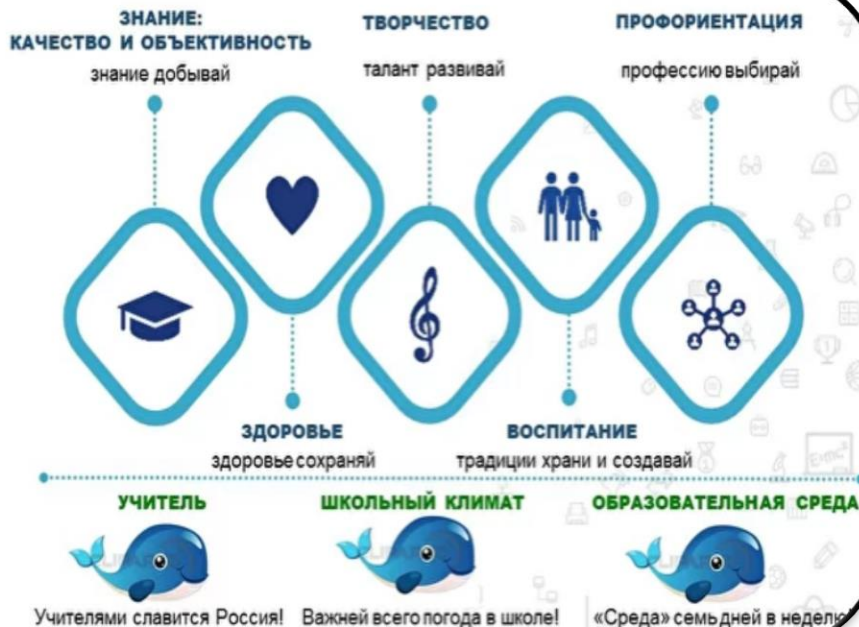 ЗНАНИЕ:
КАЧЕСТВО И ОБЪЕКТИВНОСТЬ
знание добывай
ТВОРЧЕСТВО
талант развивай
ПРОФОРИЕНТАЦИЯ
профессию выбирай
ЗДОРОВЬЕ
здоровье сохраняй
ВОСПИТАНИЕ
традиции храни и создавай
УЧИТЕЛЬ
Учителями славится Россия!
ШКОЛЬНЫЙ КЛИМАТ
Важней всего погода в школе!
ОБРАЗОВАТЕЛЬНАЯ СРЕДА
«Среда» семь дней в неделю
E=mc²